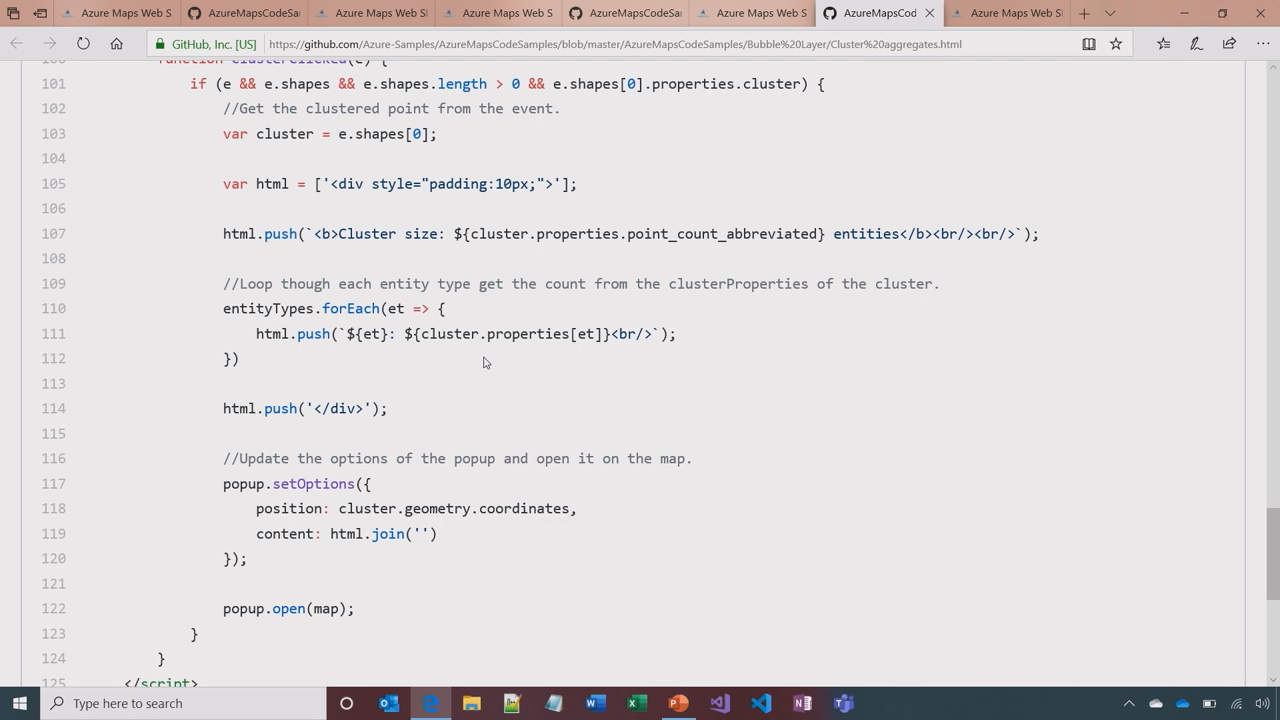 Azure Maps Web S
AzureMapsCodeSam
Azure Maps Web S
Azure Maps Web S
AzureMapsCodeSam
Azure Maps Web S
AzureMapsCod
Azure Maps Web S
GitHub, Inc. [US]
https://github.com/Azure-Samples/AzureMapsCodeSamples/blob/master/AzureMapsCodeSamples/Bubble%20Layer/Cluster%20aggregates.html
100 function clusterClicked(e) {
101 if (e && e.shapes && e.shapes.length > 0 && e.shapes[0].properties.cluster) {
102 //Get the clustered point from the event.
103 var cluster = e.shapes[0];
104
105 var html = ['<div style="padding:10px;">'];
106
107 html.push(`<b>Cluster size: ${cluster.properties.point_count_abbreviated} entities</b><br/><br/>`);
108
109 //Loop though each entity type get the count from the clusterProperties of the cluster.
110 entityTypes.forEach(et => {
111 html.push(`${et}: ${cluster.properties[et]}<br/>`);
112 })
113
114 html.push('</div>');
115
116 //Update the options of the popup and open it on the map.
117 popup.setOptions({
118 position: cluster.geometry.coordinates,
119 content: html.join('')
120 });
121
122 popup.open(map);
123 }
124 }
125 </script>
Type here to search